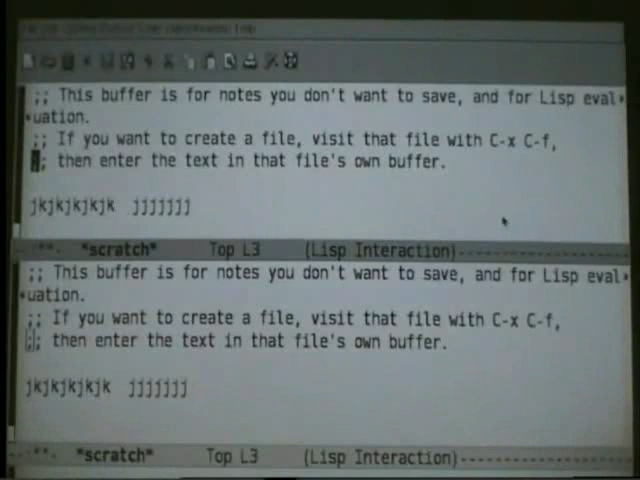 ;; This buffer is for notes you don't want to save, and for Lisp eval
uation.
;; If you want to create a file, visit that file with C-x C-f,
;; then enter the text in that file's own buffer.
jkjkjkjkjk jjjjjjj
--:**- *scratch* Top L3 (Lisp Interaction)--------------------
;; This buffer is for notes you don't want to save, and for Lisp eval
uation.
;; If you want to create a file, visit that file with C-x C-f,
;; then enter the text in that file's own buffer.
jkjkjkjkjk jjjjjjj
--:**- *scratch* Top L3 (Lisp Interaction)--------------------